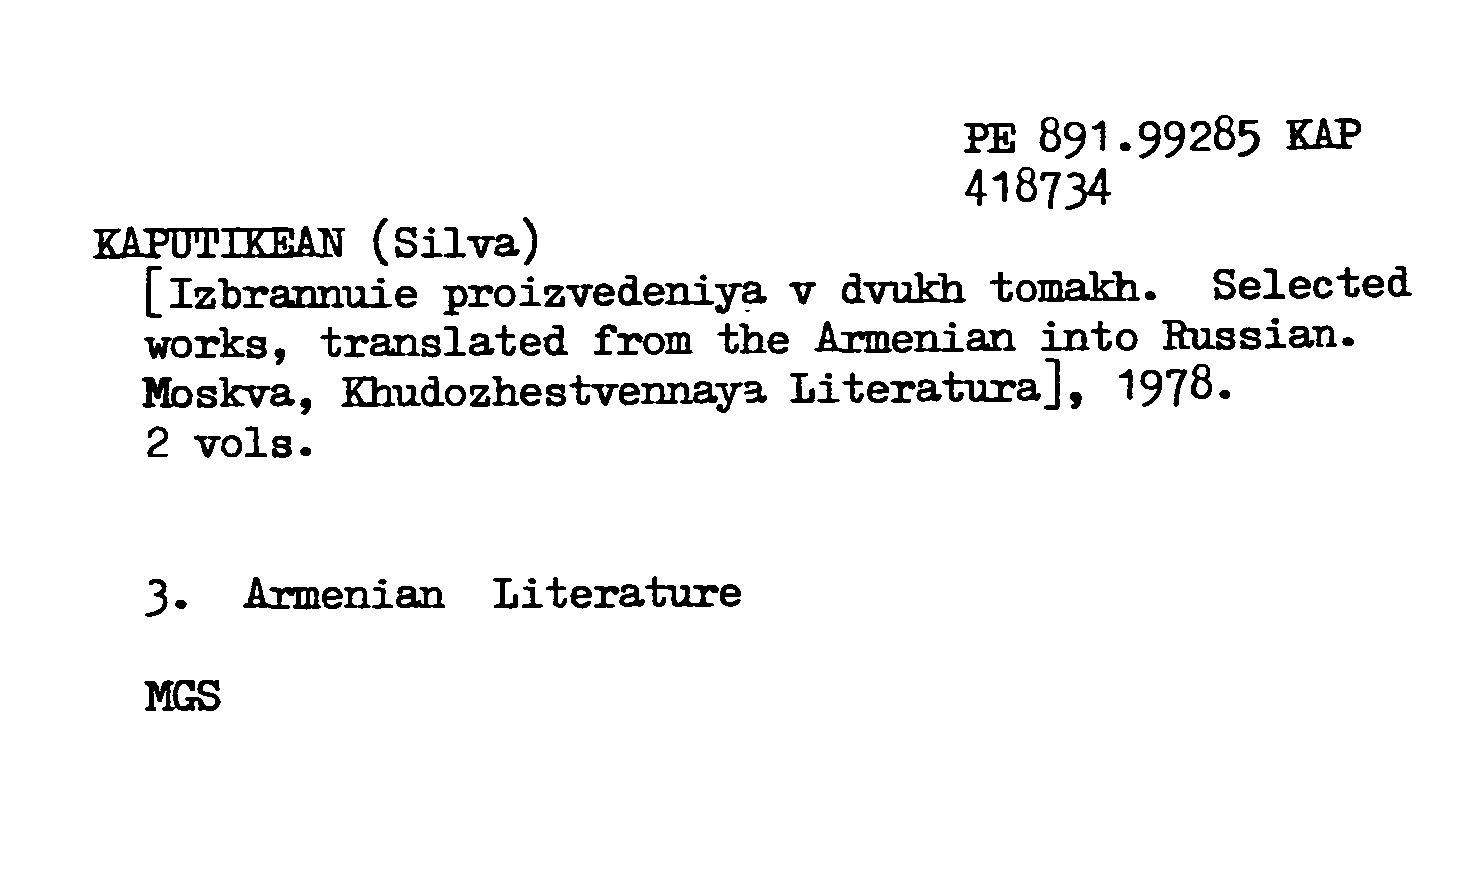 PE 891.99285 KAP
418734
KAPUTIKEAN (Silva)
[Izbrannuie proizvedeniya v dvukh tomakh. Selected
works, translated from the Armenian into Russian.
Moskva, Khudozhestvennaya Literatura], 1978.
2 vols.
3. Armenian Literature
MGS